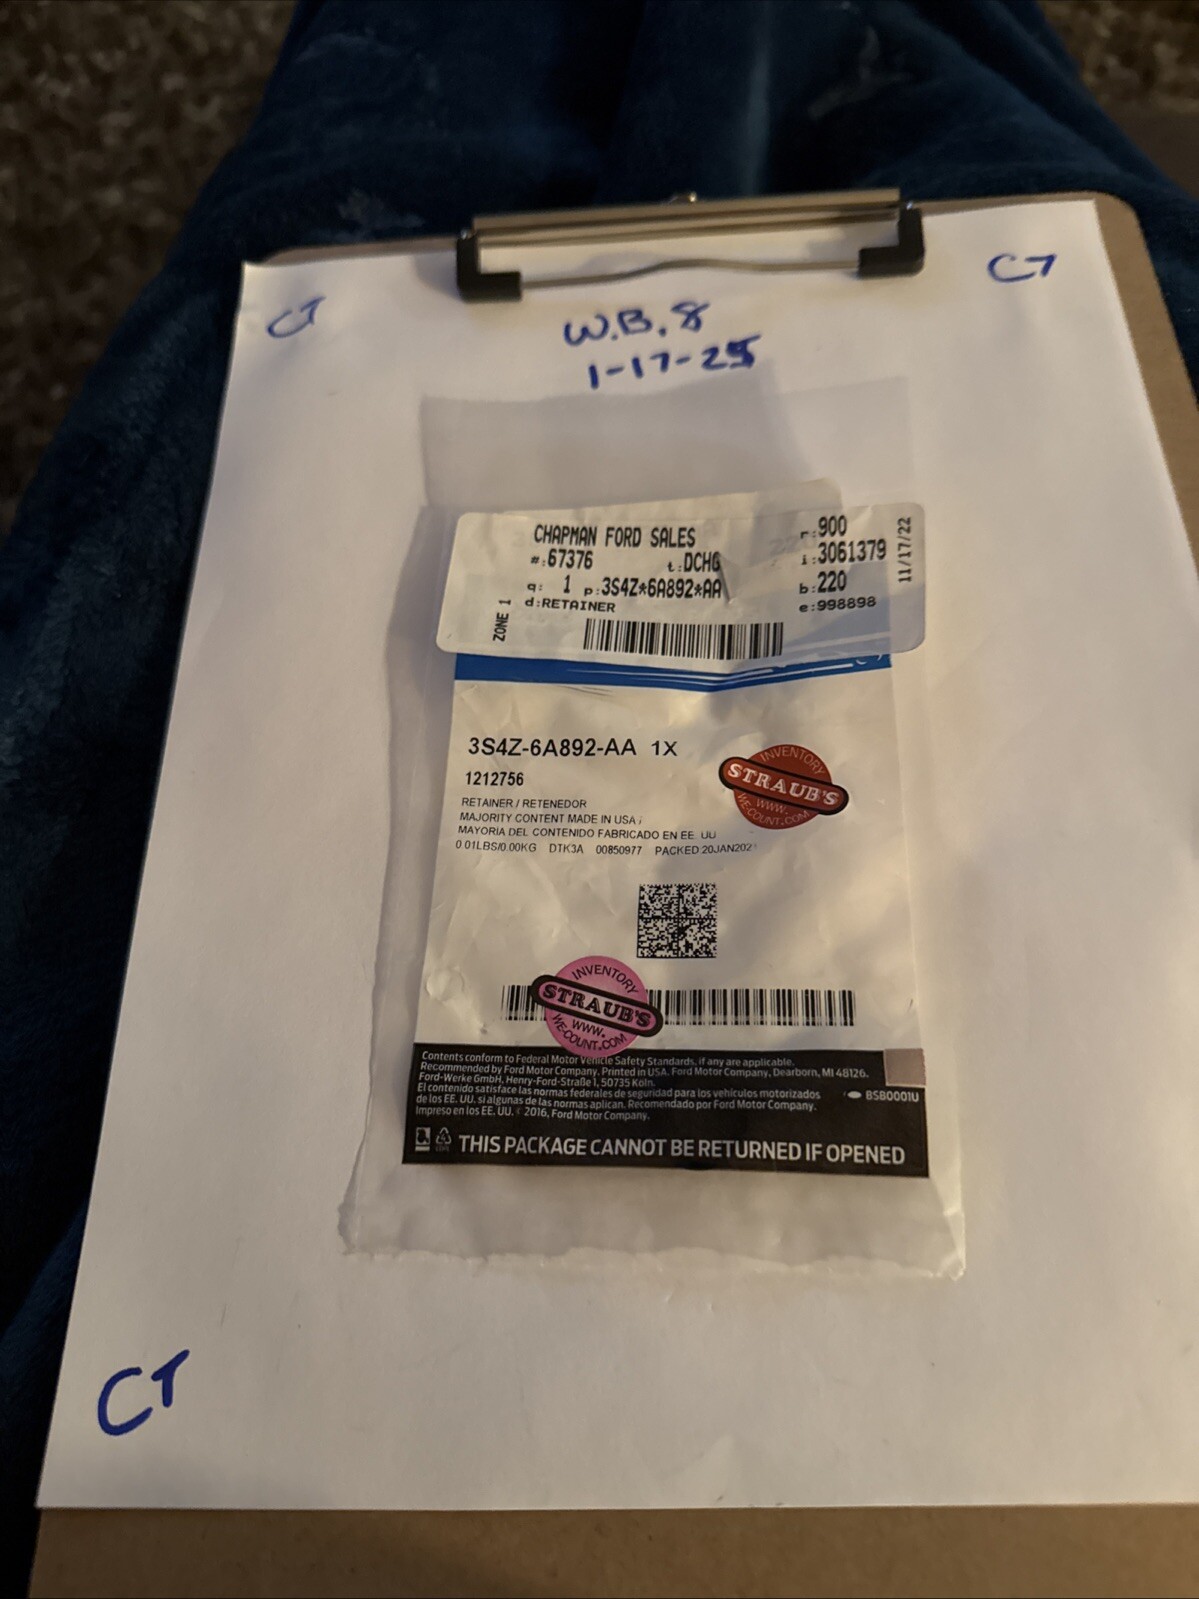 CT
CT
W.B. 8
1-17-25
CHAPMAN FORD SALES
#:67376 t:DCHG
q: 1 p:3S4Z*6A892*AA
d:RETAINER
ZONE 1
r:900
i:3061379
b:220
e:998898
11/17/22
3S4Z-6A892-AA 1X
1212756
RETAINER / RETENEDOR
MAJORITY CONTENT MADE IN USA /
MAYORIA DEL CONTENIDO FABRICADO EN EE. UU
0.01LBS/0.00KG DTK3A 00850977 PACKED:20JAN202
INVENTORY
STRAUB'S
WWW.
WE-COUNT.COM
INVENTORY
STRAUB'S
WWW.
WE-COUNT.COM
Contents conform to Federal Motor Vehicle Safety Standards, if any are applicable.
Recommended by Ford Motor Company. Printed in USA. Ford Motor Company, Dearborn, MI 48126.
Ford-Werke GmbH, Henry-Ford-Straße 1, 50735 Köln.
El contenido satisface las normas federales de seguridad para los vehículos motorizados
de los EE. UU. si algunas de las normas aplican. Recomendado por Ford Motor Company.
Impreso en los EE. UU. © 2016, Ford Motor Company.
BSB0001U
THIS PACKAGE CANNOT BE RETURNED IF OPENED
CT